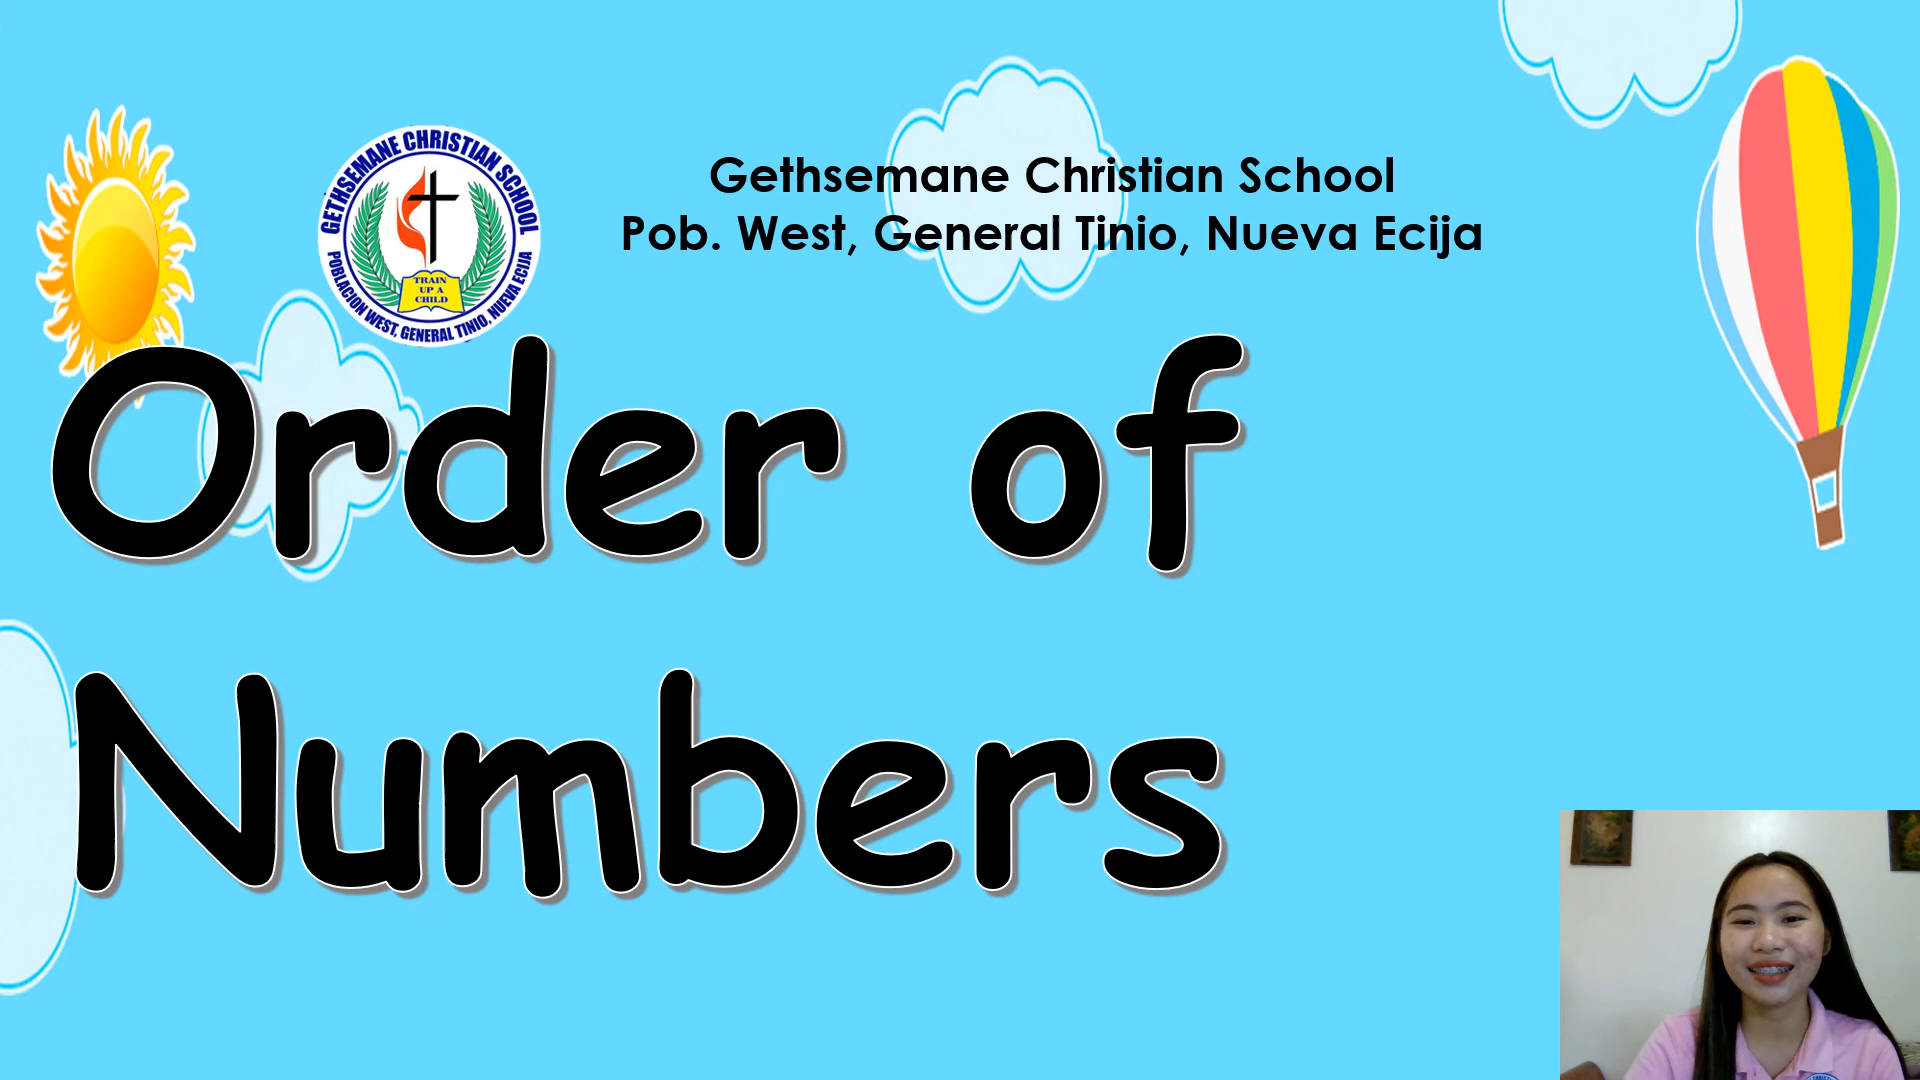 GETHSEMANE CHRISTIAN SCHOOL
TRAIN
UP A
CHILD
POBLACION WEST, GENERAL TINIO, NUEVA ECIJA
Gethsemane Christian School
Pob. West, General Tinio, Nueva Ecija
Order of
Numbers